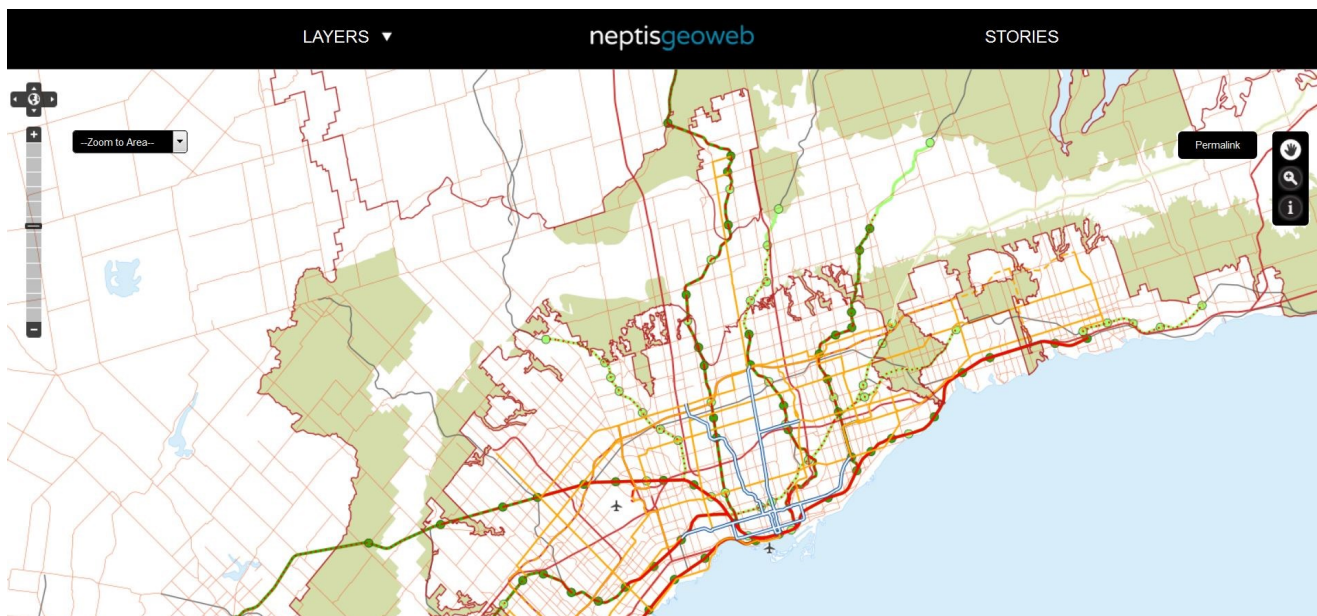 LAYERS ▼
neptisgeoweb
STORIES
--Zoom to Area--
Permalink